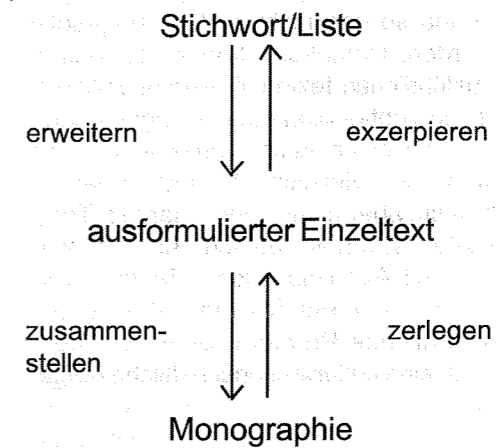 Stichwort/Liste
erweitern
exzerpieren
ausformulierter Einzeltext
zusammen-
stellen
zerlegen
Monographie